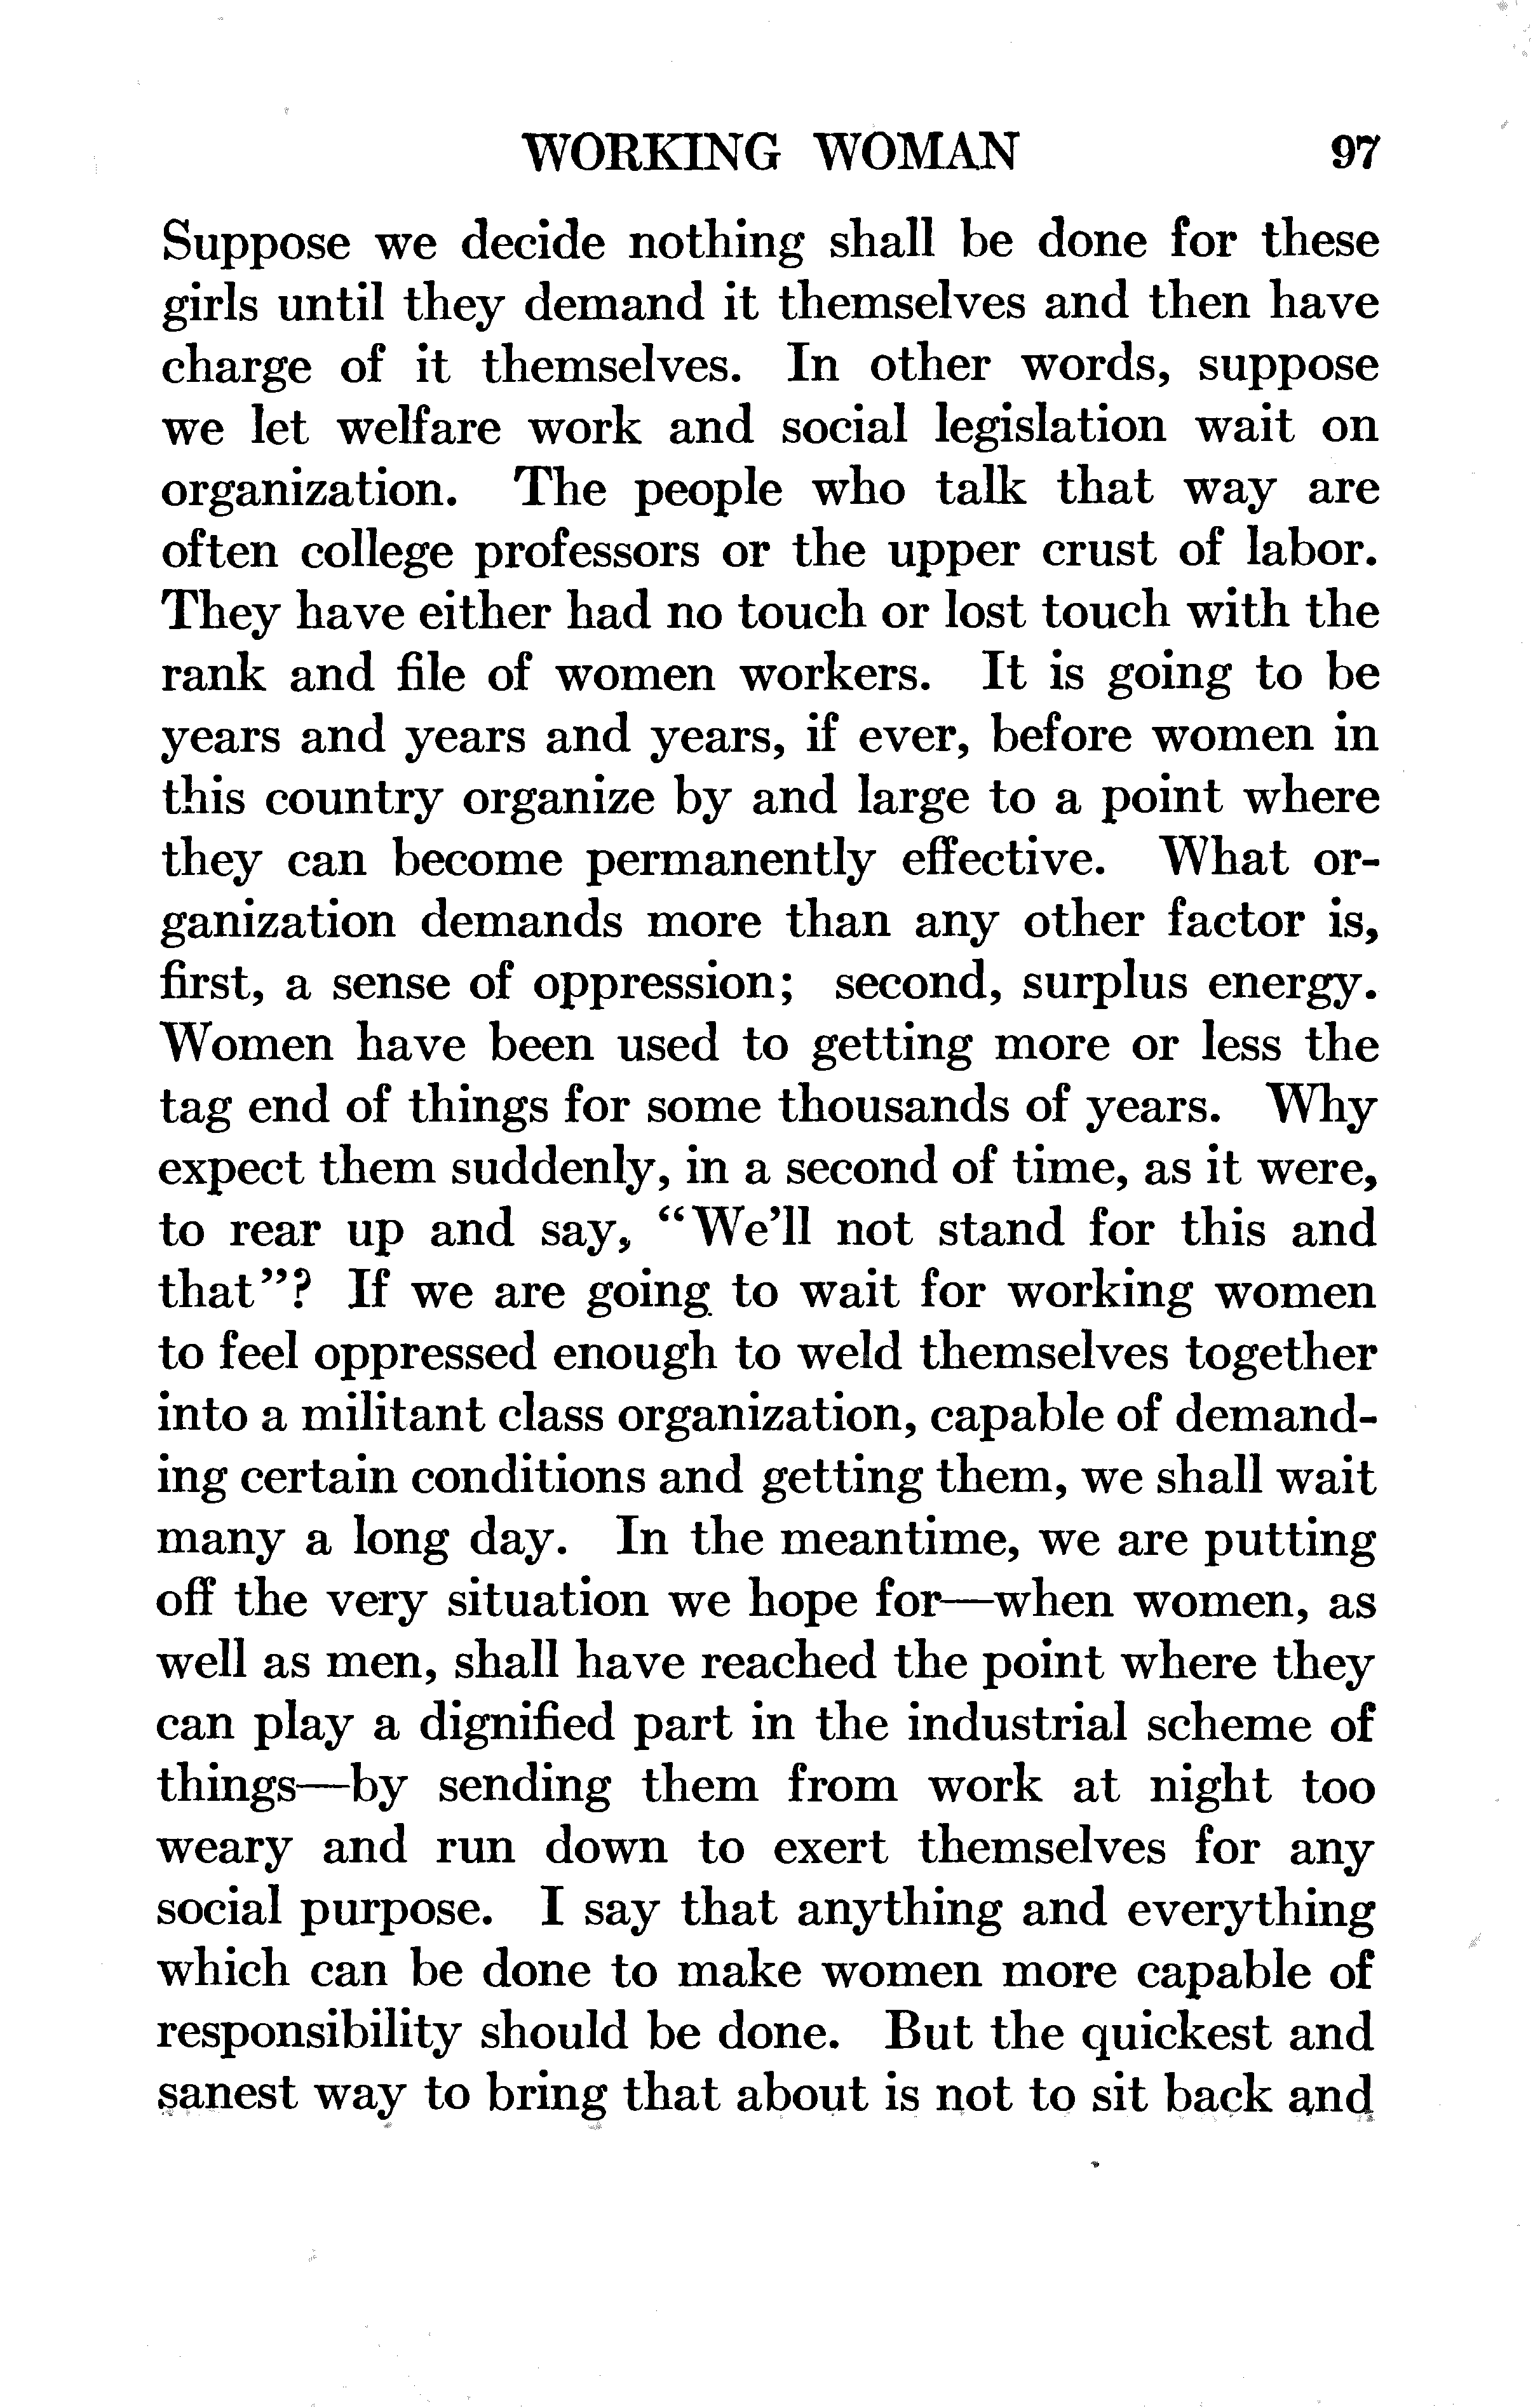 WORKING WOMAN 97
Suppose we decide nothing shall be done for these
girls until they demand it themselves and then have
charge of it themselves. In other words, suppose
we let welfare work and social legislation wait on
organization. The people who talk that way are
often college professors or the upper crust of labor.
They have either had no touch or lost touch with the
rank and file of women workers. It is going to be
years and years and years, if ever, before women in
this country organize by and large to a point where
they can become permanently effective. What or-
ganization demands more than any other factor is,
first, a sense of oppression; second, surplus energy.
Women have been used to getting more or less the
tag end of things for some thousands of years. Why
expect them suddenly, in a second of time, as it were,
to rear up and say, “We’ll not stand for this and
that”? If we are going to wait for working women
to feel oppressed enough to weld themselves together
into a militant class organization, capable of demand-
ing certain conditions and getting them, we shall wait
many a long day. In the meantime, we are putting
off the very situation we hope for—when women, as
well as men, shall have reached the point where they
can play a dignified part in the industrial scheme of
things—by sending them from work at night too
weary and run down to exert themselves for any
social purpose. I say that anything and everything
which can be done to make women more capable of
responsibility should be done. But the quickest and
sanest way to bring that about is not to sit back and